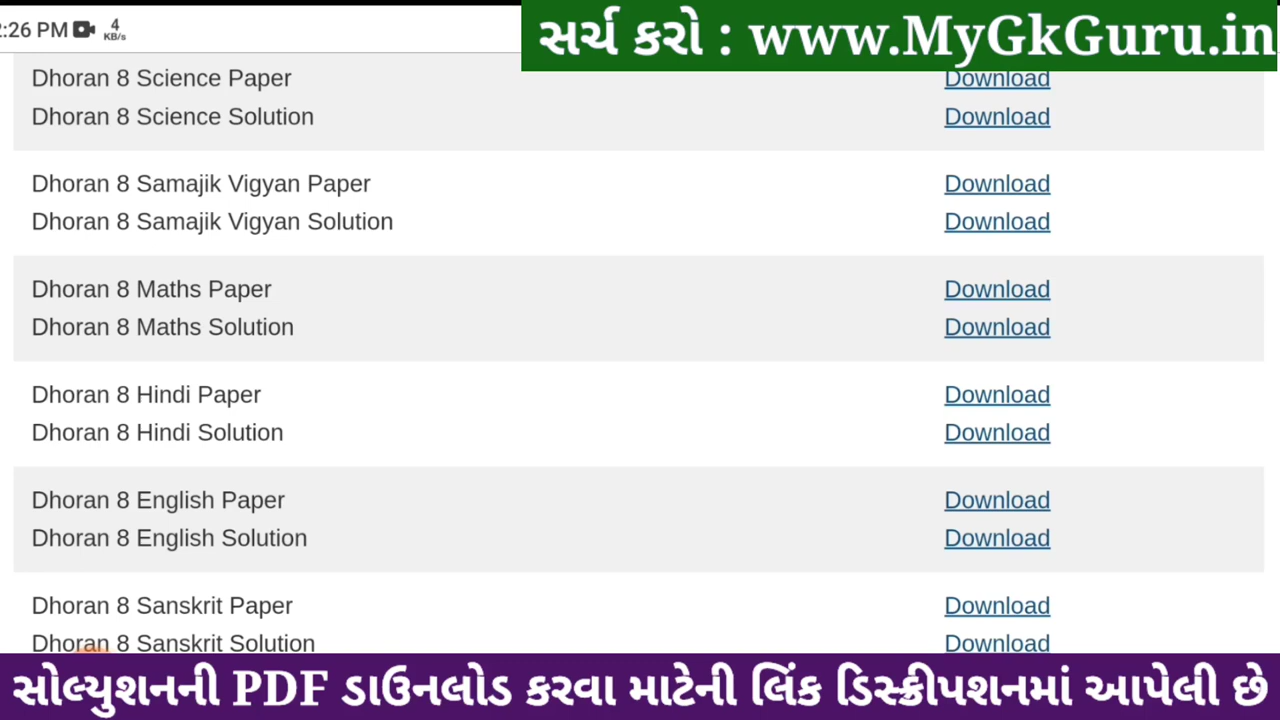 :26 PM 4 KB/s
સર્ચ કરો : www.MyGkGuru.in
Dhoran 8 Science Paper Download
Dhoran 8 Science Solution Download
Dhoran 8 Samajik Vigyan Paper Download
Dhoran 8 Samajik Vigyan Solution Download
Dhoran 8 Maths Paper Download
Dhoran 8 Maths Solution Download
Dhoran 8 Hindi Paper Download
Dhoran 8 Hindi Solution Download
Dhoran 8 English Paper Download
Dhoran 8 English Solution Download
Dhoran 8 Sanskrit Paper Download
Dhoran 8 Sanskrit Solution Download
સોલ્યુશનની PDF ડાઉનલોડ કરવા માટેની લિંક ડિસ્ક્રીપશનમાં આપેલી છે